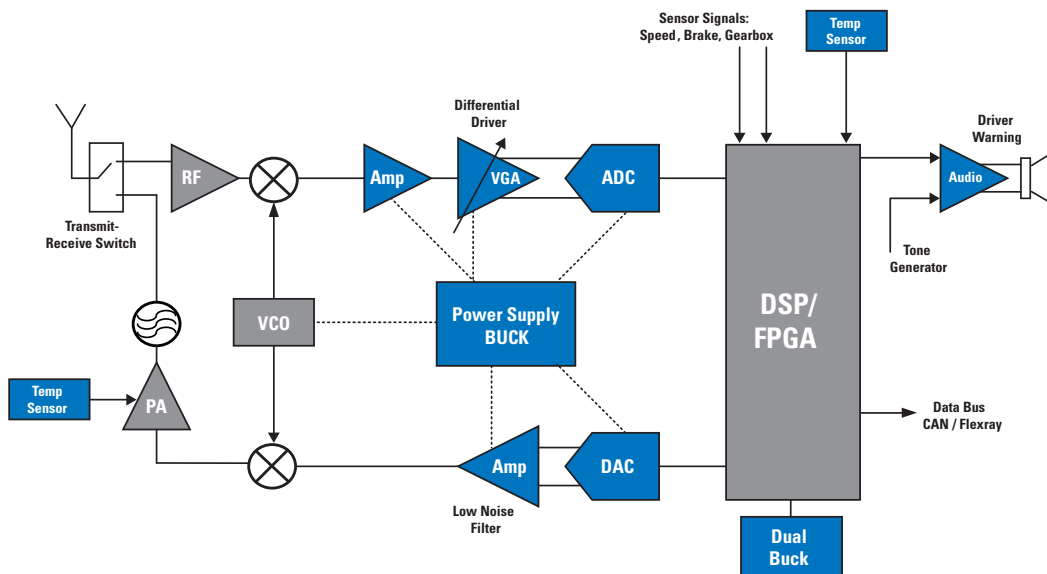 Sensor Signals:
Speed, Brake, Gearbox
Temp
Sensor
Differential
Driver
Driver
Warning
RF
Amp
VGA
ADC
Audio
Transmit-
Receive Switch
Tone
Generator
VCO
Power Supply
BUCK
DSP/
FPGA
Temp
Sensor
PA
Data Bus
CAN / Flexray
Amp
DAC
Low Noise
Filter
Dual
Buck